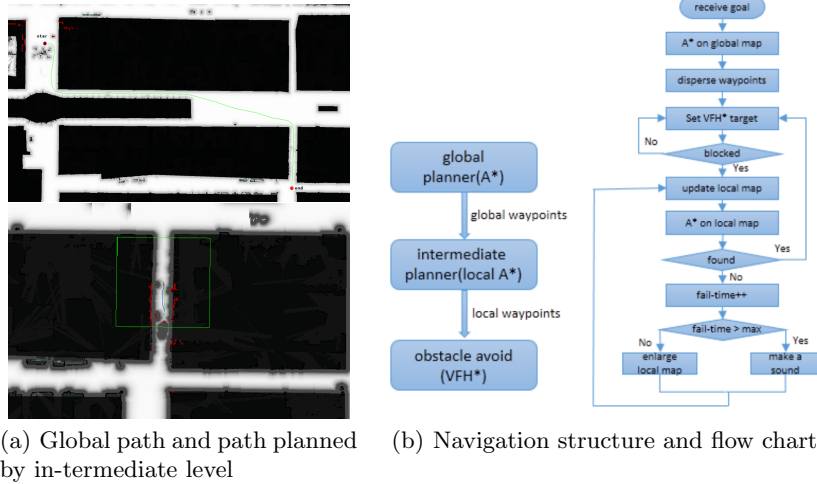 star
end
global
planner(A*)
global waypoints
intermediate
planner(local A*)
local waypoints
obstacle avoid
(VFH*)
receive goal
A* on global map
disperse waypoints
Set VFH* target
No
blocked
Yes
update local map
A* on local map
Yes
found
No
fail-time++
fail-time > max
No
Yes
enlarge
local map
make a
sound
(a) Global path and path planned
by in-termediate level
(b) Navigation structure and flow chart